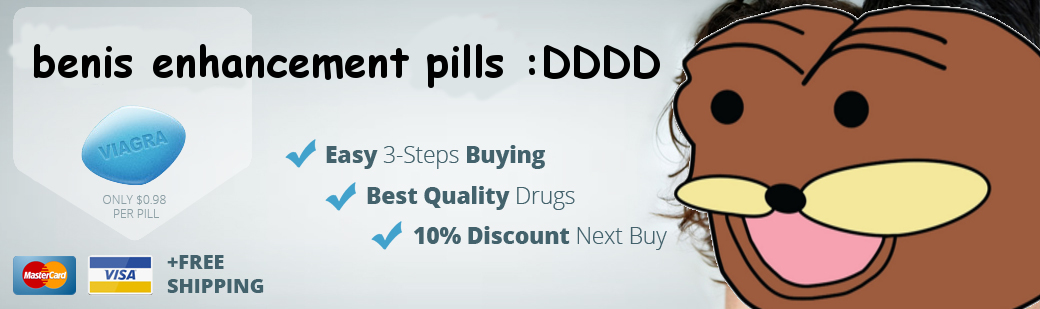 benis enhancement pills :DDDD
VIAGRA
ONLY $0.98
PER PILL
Easy 3-Steps Buying
Best Quality Drugs
10% Discount Next Buy
MasterCard
VISA
+FREE
SHIPPING